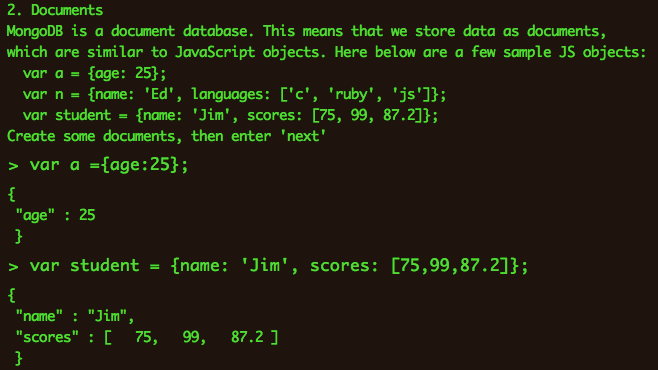 2. Documents
MongoDB is a document database. This means that we store data as documents,
which are similar to JavaScript objects. Here below are a few sample JS objects:
var a = {age: 25};
var n = {name: 'Ed', languages: ['c', 'ruby', 'js']};
var student = {name: 'Jim', scores: [75, 99, 87.2]};
Create some documents, then enter 'next'
> var a ={age:25};
{
"age" : 25
}
> var student = {name: 'Jim', scores: [75,99,87.2]};
{
"name" : "Jim",
"scores" : [ 75, 99, 87.2 ]
}